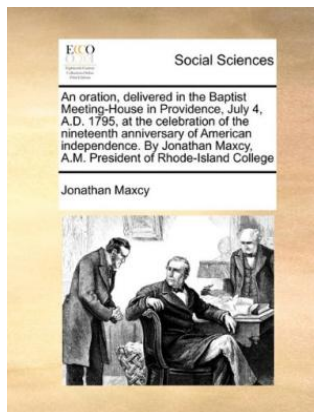 ECCO
Social Sciences
An oration, delivered in the Baptist
Meeting-House in Providence, July 4,
A.D. 1795, at the celebration of the
nineteenth anniversary of American
independence. By Jonathan Maxcy,
A.M. President of Rhode-Island College
Jonathan Maxcy